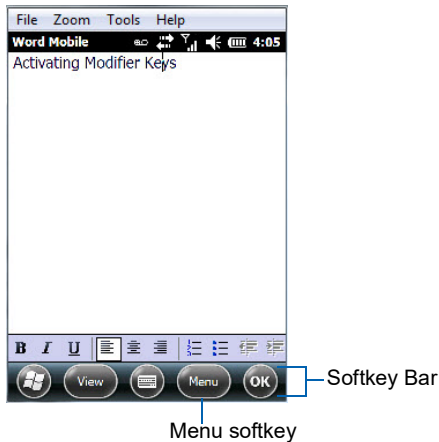 File Zoom Tools Help
Word Mobile 4:05
Activating Modifier Keys
B I U
View Menu OK
Softkey Bar
Menu softkey